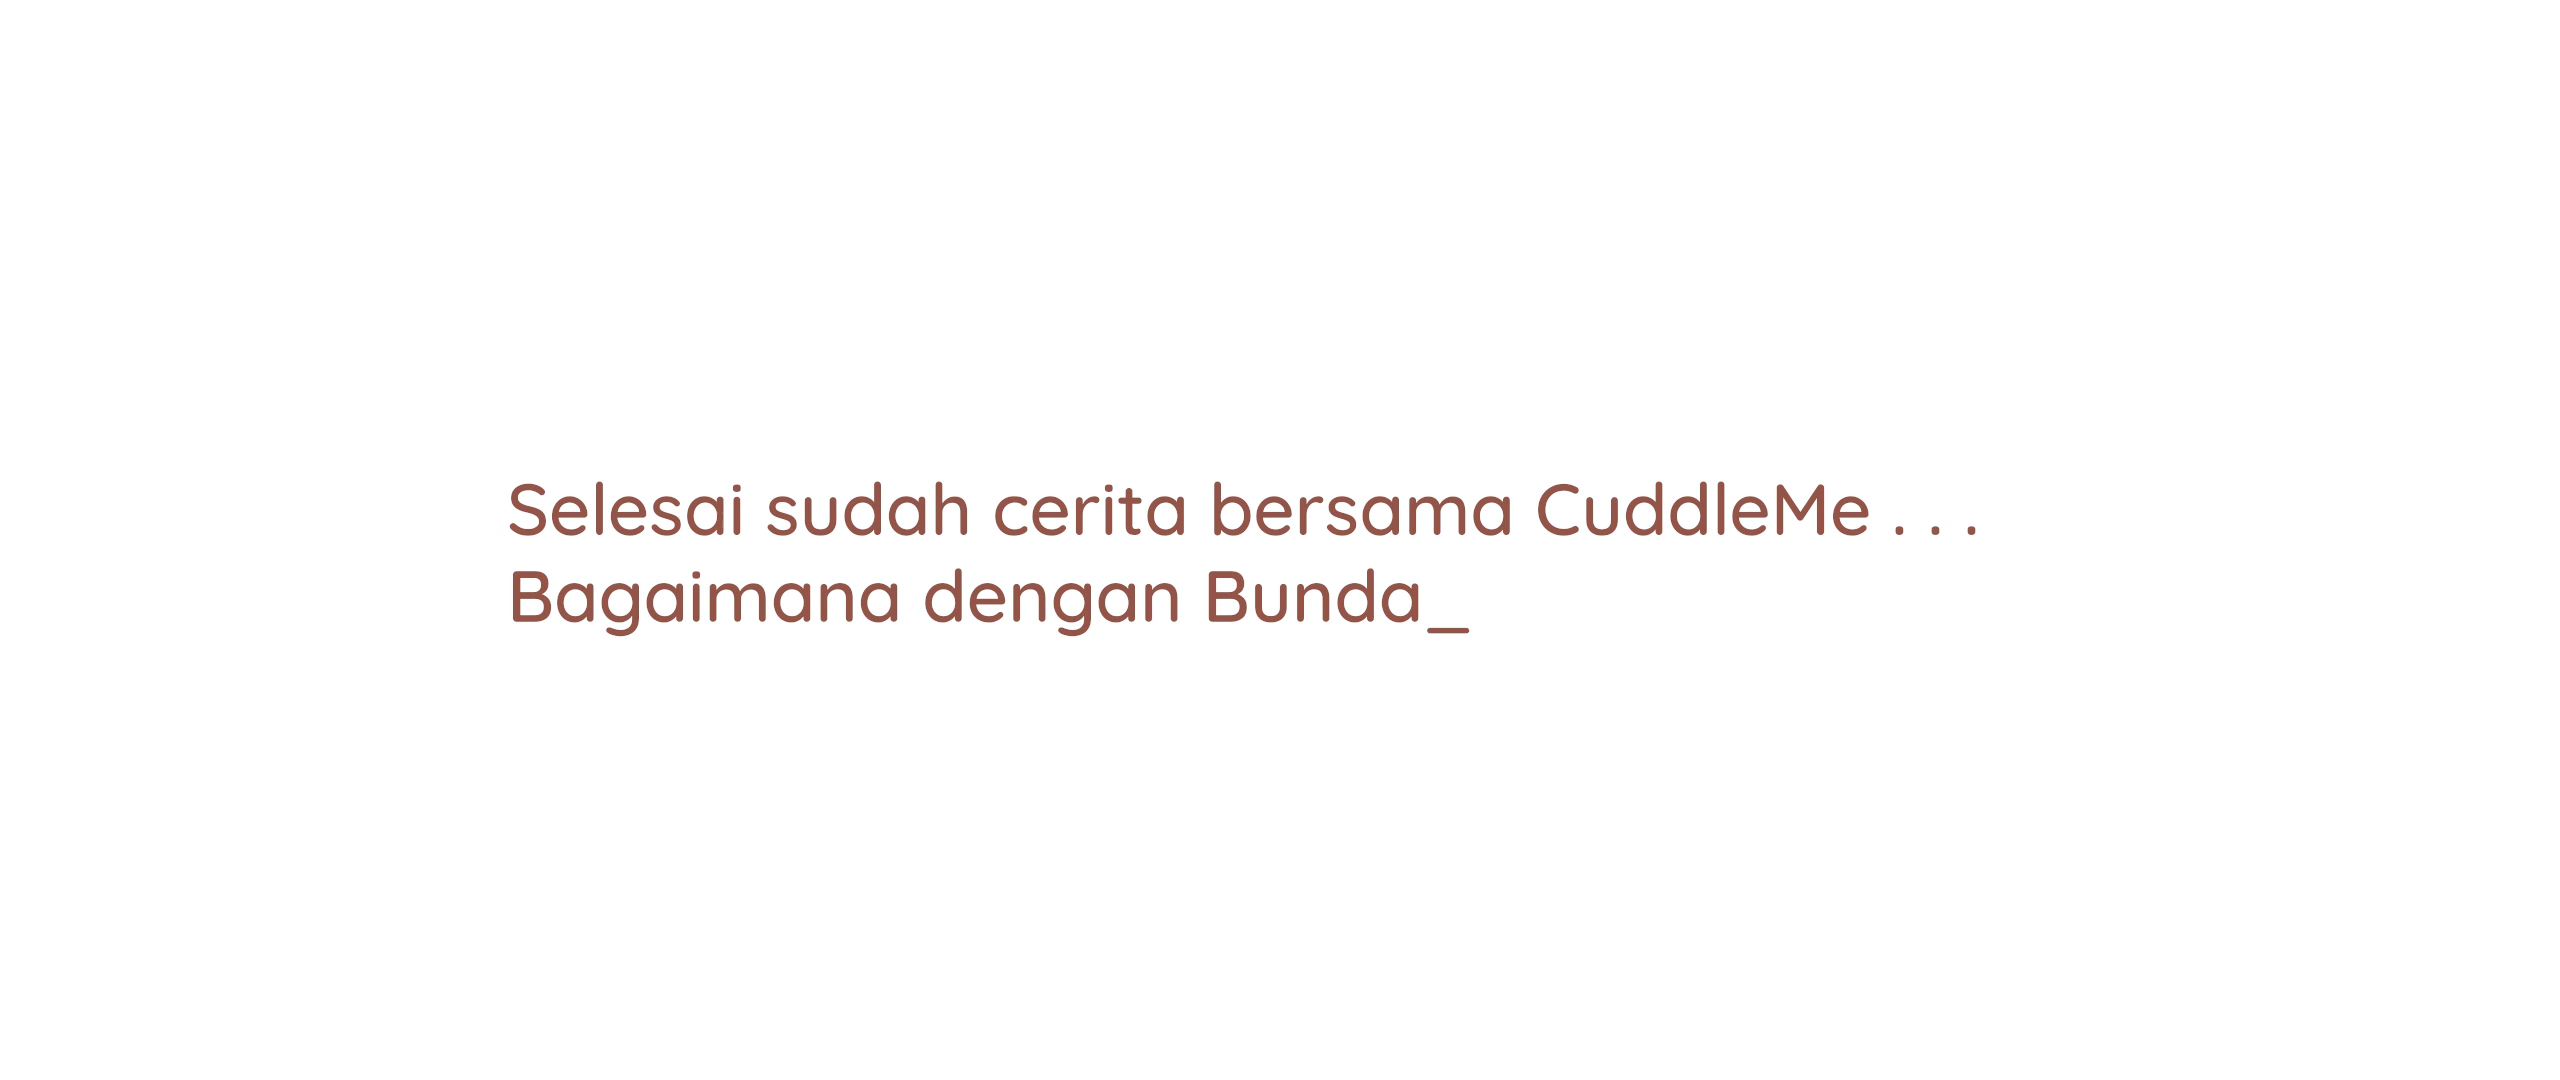 Selesai sudah cerita bersama CuddleMe . . .
Bagaimana dengan Bunda_